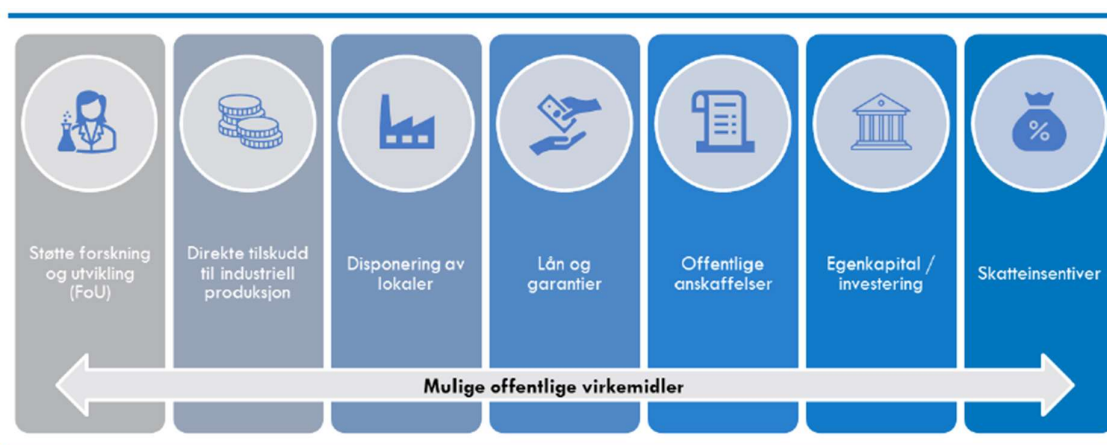 Støtte forskning
og utvikling
(FoU)
Direkte tilskudd
til industriell
produksjon
Disponering av
lokaler
Lån og
garantier
Offentlige
anskaffelser
Egenkapital /
investering
%
Skatteinsentiver
Mulige offentlige virkemidler